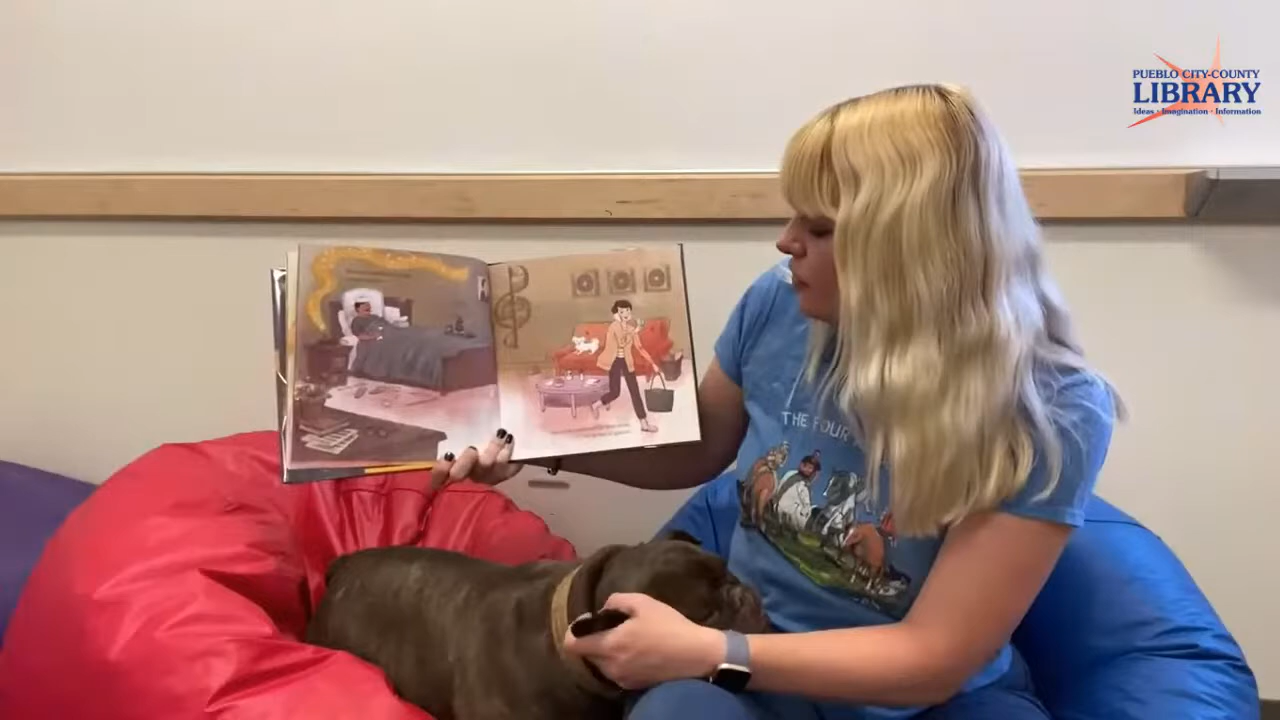 PUEBLO CITY-COUNTY
LIBRARY
Ideas • Imagination • Information
THE FOUR